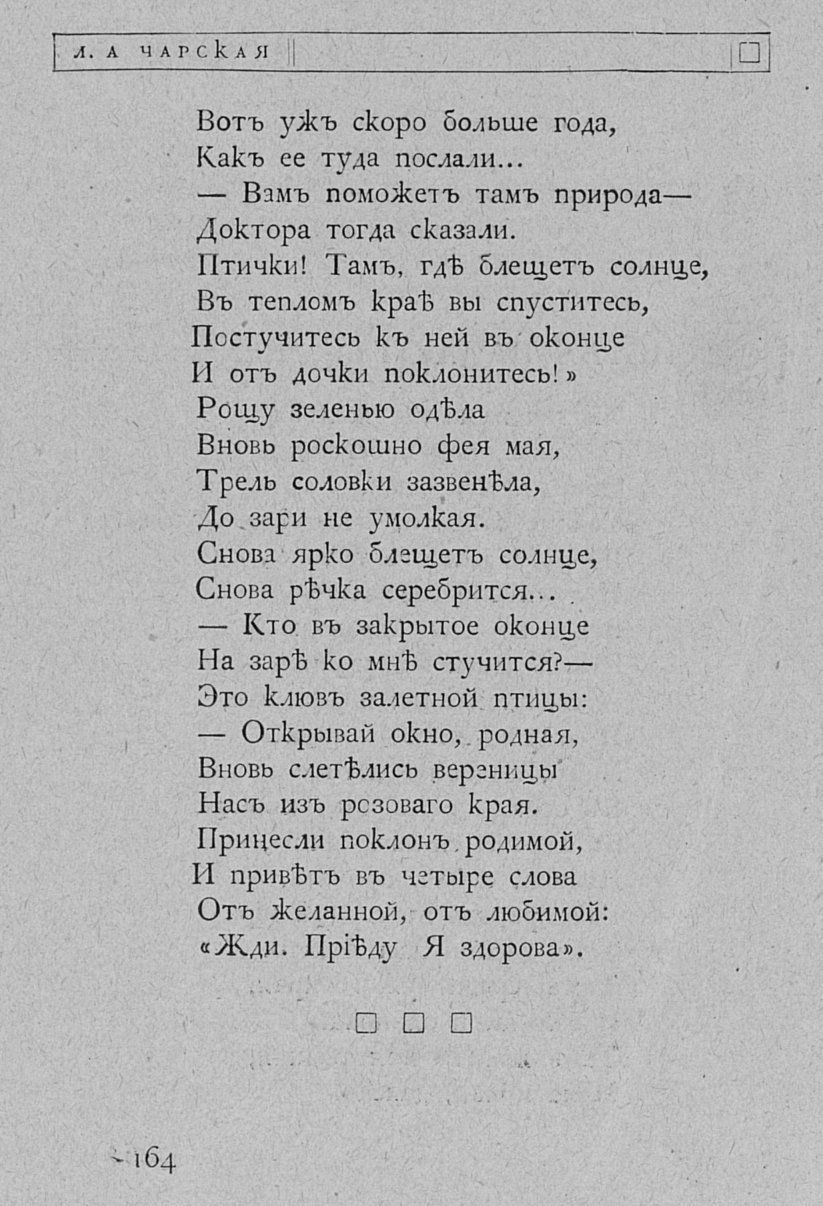 Л. А ЧАРСКАЯ
Вотъ ужъ скоро больше года,
Какъ ее туда послали...
— Вамъ поможетъ тамъ природа—
Доктора тогда сказали.
Птички! Тамъ, гдѣ блещетъ солнце,
Въ тепломъ краѣ вы спуститесь,
Постучитесь къ ней въ оконце
И отъ дочки поклонитесь!»
Рощу зеленью одѣла
Вновь роскошно фея мая,
Трель соловки зазвенѣла,
До зари не умолкая.
Снова ярко блещетъ солнце,
Снова рѣчка серебрится...
— Кто въ закрытое оконце
На зарѣ ко мнѣ стучится?—
Это клювъ залетной птицы:
— Открывай окно, родная,
Вновь слетѣлись вереницы
Насъ изъ розоваго края.
Принесли поклонъ родимой,
И привѣтъ въ четыре слова
Отъ желанной, отъ любимой:
«Жди. Пріѣду Я здорова».
164